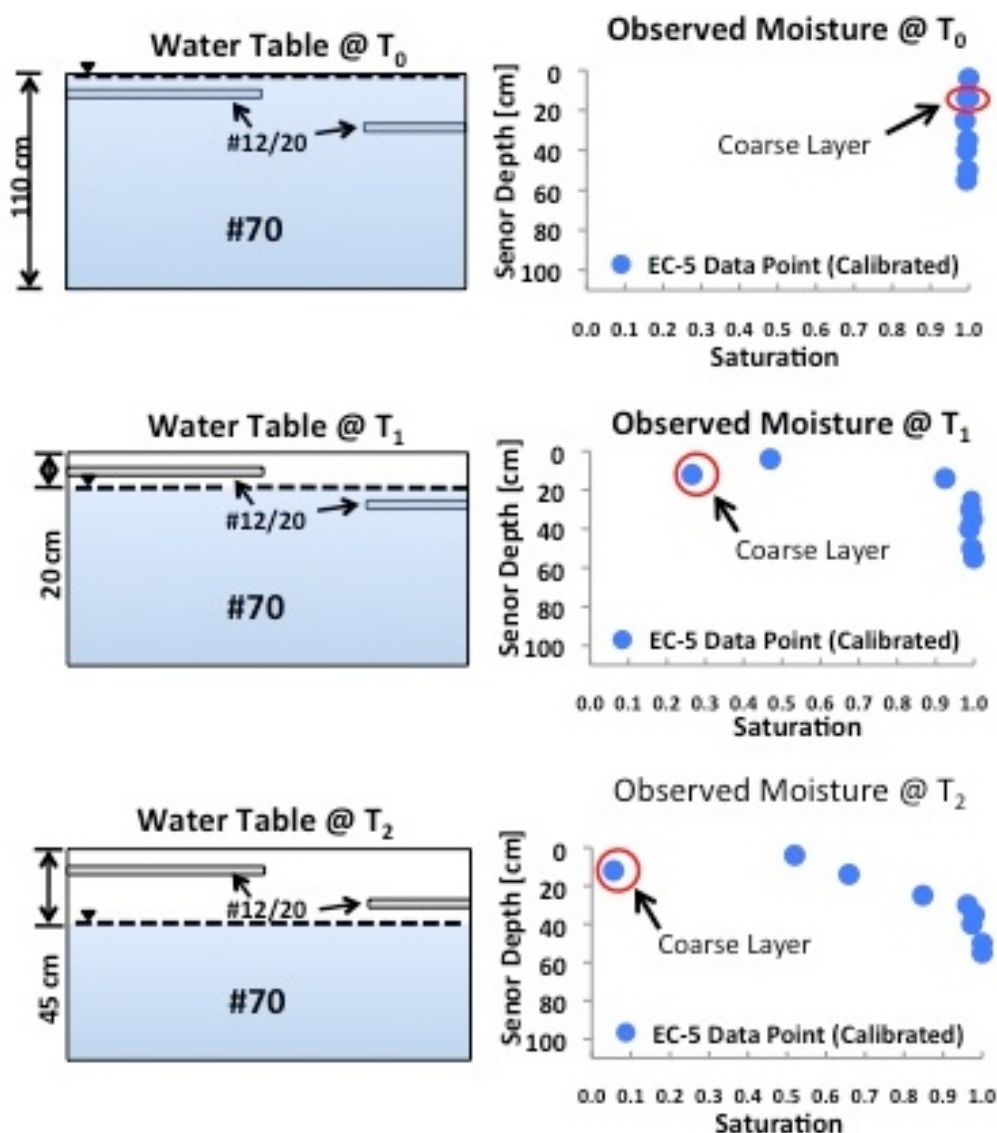 Water Table @ T0
110 cm
#12/20
#70
Observed Moisture @ T0
Senor Depth [cm]
0
20
40
60
80
100
Coarse Layer
EC-5 Data Point (Calibrated)
0.0 0.1 0.2 0.3 0.4 0.5 0.6 0.7 0.8 0.9 1.0
Saturation
Water Table @ T1
20 cm
#12/20
#70
Observed Moisture @ T1
Senor Depth [cm]
0
20
40
60
80
100
Coarse Layer
EC-5 Data Point (Calibrated)
0.0 0.1 0.2 0.3 0.4 0.5 0.6 0.7 0.8 0.9 1.0
Saturation
Water Table @ T2
45 cm
#12/20
#70
Observed Moisture @ T2
Senor Depth [cm]
0
20
40
60
80
100
Coarse Layer
EC-5 Data Point (Calibrated)
0.0 0.1 0.2 0.3 0.4 0.5 0.6 0.7 0.8 0.9 1.0
Saturation